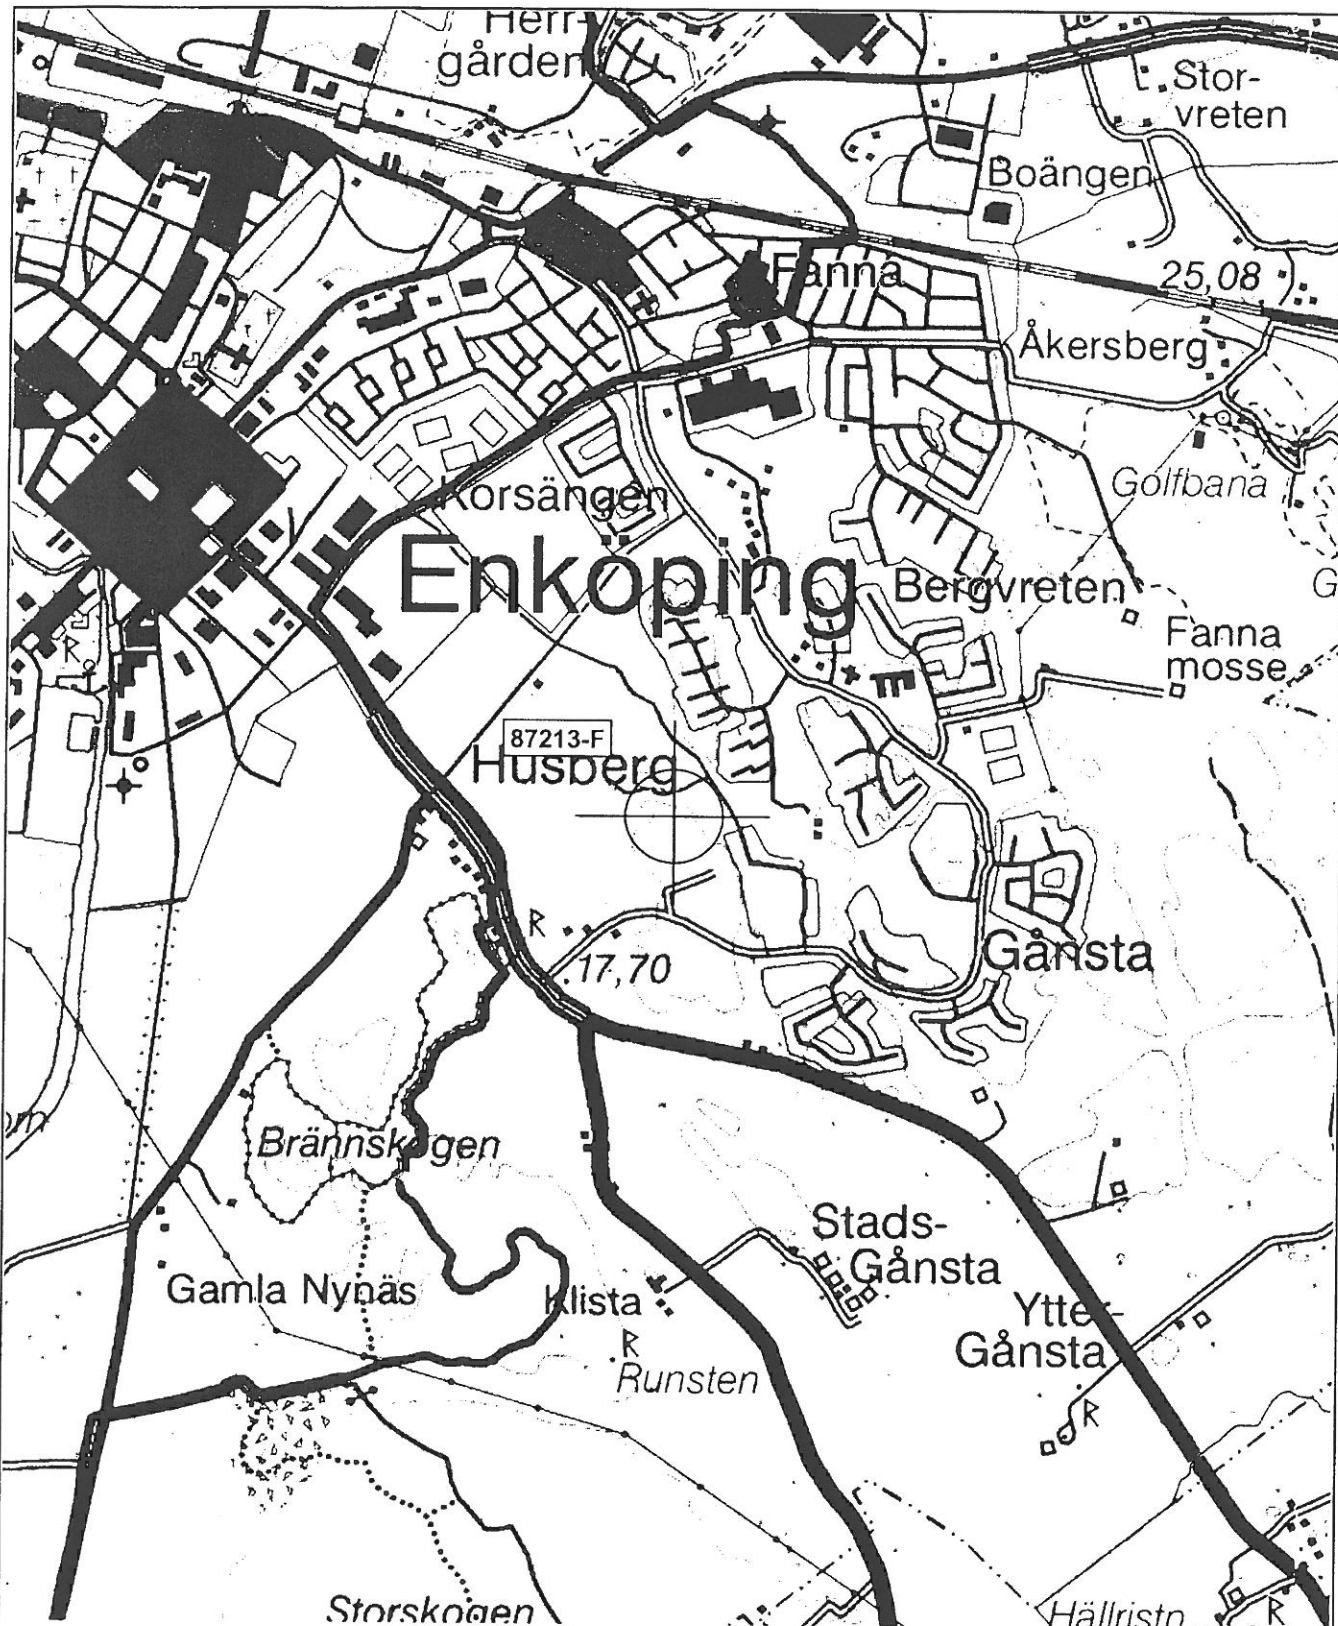 Herr-
gården
Stor-
vreten
Boängen
Fanna
25,08
Åkersberg
Golfbana
Korsängen
Enköping
Bergvreten
G
Fanna
mosse
87213-F
Husberg
R
R
17,70
Gånsta
Brännskogen
Stads-
Gånsta
Gamla Nynäs
Klista
Ytter-
Gånsta
R
Runsten
R
Storskogen
Hällristn
R